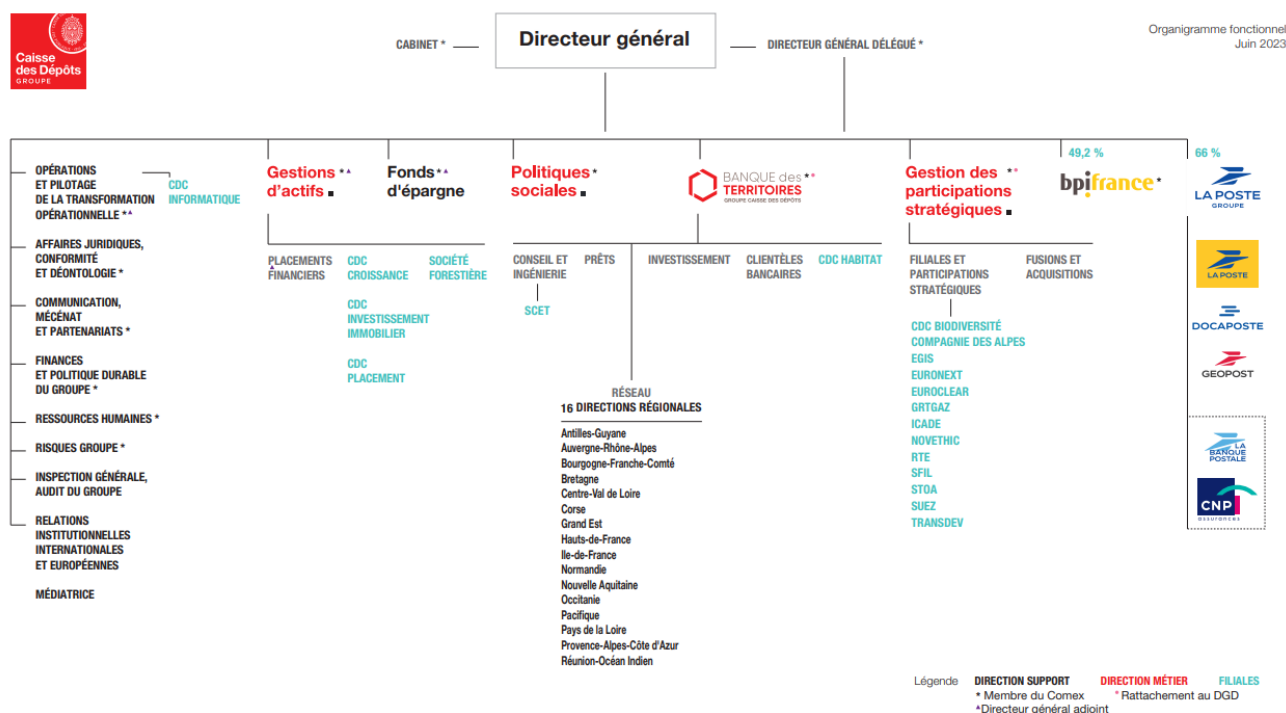 Caisse
des Dépôts
GROUPE
CABINET *
Directeur général
DIRECTEUR GÉNÉRAL DÉLÉGUÉ *
Organigramme fonctionnel
Juin 2023
OPÉRATIONS
ET PILOTAGE
DE LA TRANSFORMATION
OPÉRATIONNELLE *▲
CDC
INFORMATIQUE
AFFAIRES JURIDIQUES,
CONFORMITÉ
ET DÉONTOLOGIE *
COMMUNICATION,
MÉCÉNAT
ET PARTENARIATS *
FINANCES
ET POLITIQUE DURABLE
DU GROUPE *
RESSOURCES HUMAINES *
RISQUES GROUPE *
INSPECTION GÉNÉRALE,
AUDIT DU GROUPE
RELATIONS
INSTITUTIONNELLES
INTERNATIONALES
ET EUROPÉENNES
MÉDIATRICE
Gestions *▲
d'actifs ■
PLACEMENTS
FINANCIERS
▲
CDC
CROISSANCE
CDC
INVESTISSEMENT
IMMOBILIER
CDC
PLACEMENT
SOCIÉTÉ
FORESTIÈRE
Fonds *▲
d'épargne
Politiques *
sociales ■
BANQUE des **
TERRITOIRES
GROUPE CAISSE DES DÉPÔTS
CONSEIL ET
INGÉNIERIE
SCET
PRÊTS
INVESTISSEMENT
CLIENTÈLES
BANCAIRES
CDC HABITAT
RÉSEAU
16 DIRECTIONS RÉGIONALES
Antilles-Guyane
Auvergne-Rhône-Alpes
Bourgogne-Franche-Comté
Bretagne
Centre-Val de Loire
Corse
Grand Est
Hauts-de-France
Ile-de-France
Normandie
Nouvelle Aquitaine
Occitanie
Pacifique
Pays de la Loire
Provence-Alpes-Côte d'Azur
Réunion-Océan Indien
Gestion des **
participations
stratégiques ■
FILIALES ET
PARTICIPATIONS
STRATÉGIQUES
CDC BIODIVERSITÉ
COMPAGNIE DES ALPES
EGIS
EURONEXT
EUROCLEAR
GRTGAZ
ICADE
NOVETHIC
RTE
SFIL
STOA
SUEZ
TRANSDEV
FUSIONS ET
ACQUISITIONS
49,2 %
bpifrance *
66 %
LA POSTE
GROUPE
LA POSTE
DOCAPOSTE
GEOPOST
LA
BANQUE
POSTALE
CNP
assurances
Légende DIRECTION SUPPORT DIRECTION MÉTIER FILIALES
* Membre du Comex * Rattachement au DGD
▲Directeur général adjoint